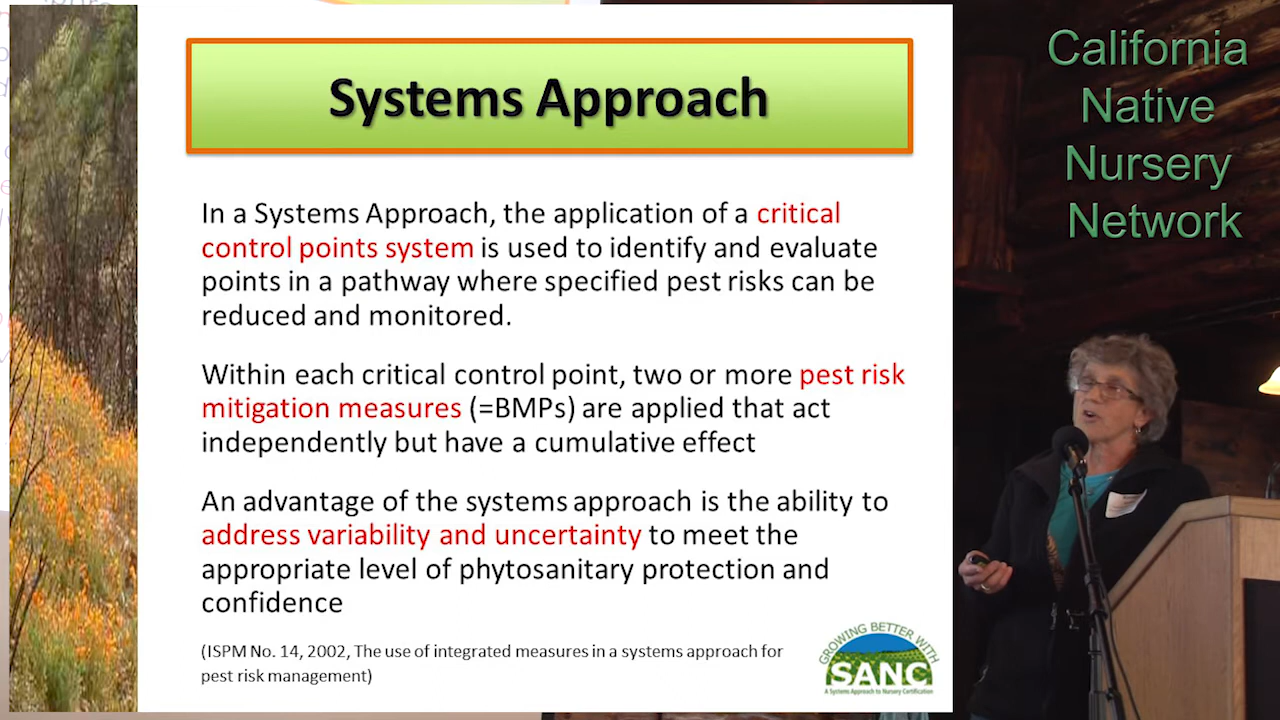 Systems Approach
In a Systems Approach, the application of a critical
control points system is used to identify and evaluate
points in a pathway where specified pest risks can be
reduced and monitored.
Within each critical control point, two or more pest risk
mitigation measures (=BMPs) are applied that act
independently but have a cumulative effect
An advantage of the systems approach is the ability to
address variability and uncertainty to meet the
appropriate level of phytosanitary protection and
confidence
(ISPM No. 14, 2002, The use of integrated measures in a systems approach for
pest risk management)
GROWING BETTER WITH
SANC
A Systems Approach to Nursery Certification
California
Native
Nursery
Network